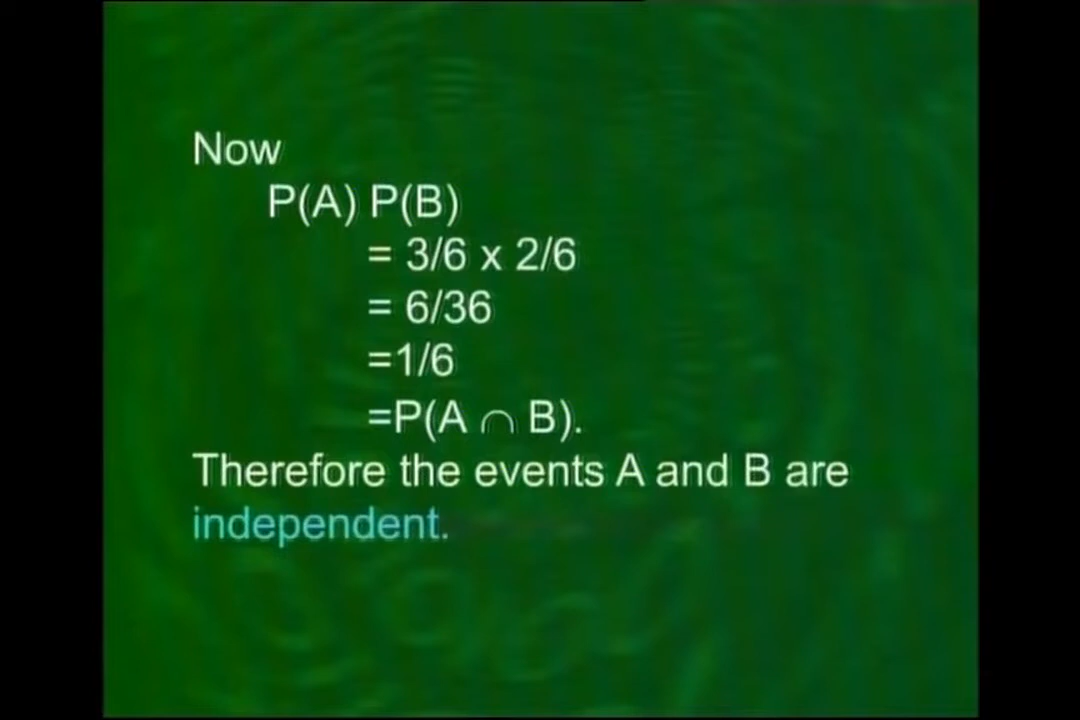 Now
P(A) P(B)
= 3/6 x 2/6
= 6/36
=1/6
=P(A ∩ B).
Therefore the events A and B are
independent.